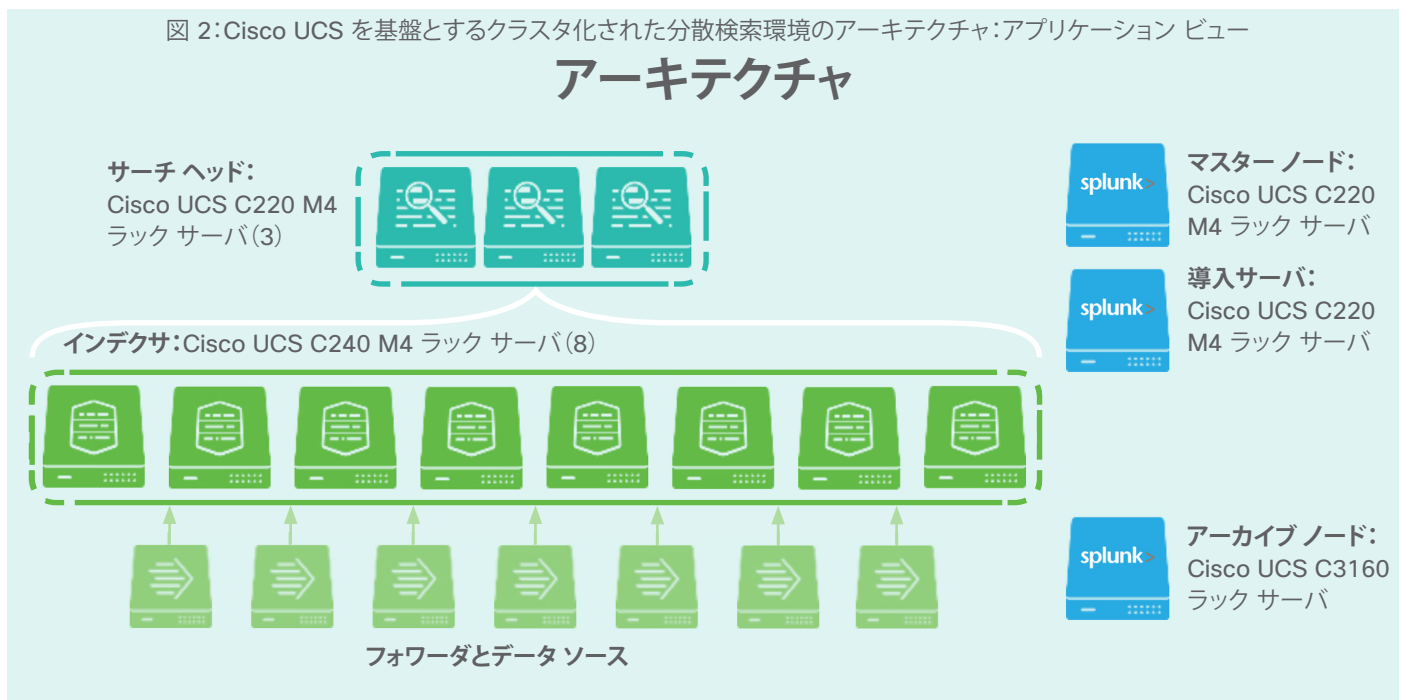 図 2：Cisco UCS を基盤とするクラスタ化された分散検索環境のアーキテクチャ：アプリケーション ビュー
アーキテクチャ
サーチ ヘッド：
Cisco UCS C220 M4
ラック サーバ（3）
splunk>
マスター ノード：
Cisco UCS C220
M4 ラック サーバ
splunk>
導入サーバ：
Cisco UCS C220
M4 ラック サーバ
インデクサ：Cisco UCS C240 M4 ラック サーバ（8）
splunk>
アーカイブ ノード：
Cisco UCS C3160
ラック サーバ
フォワーダとデータ ソース